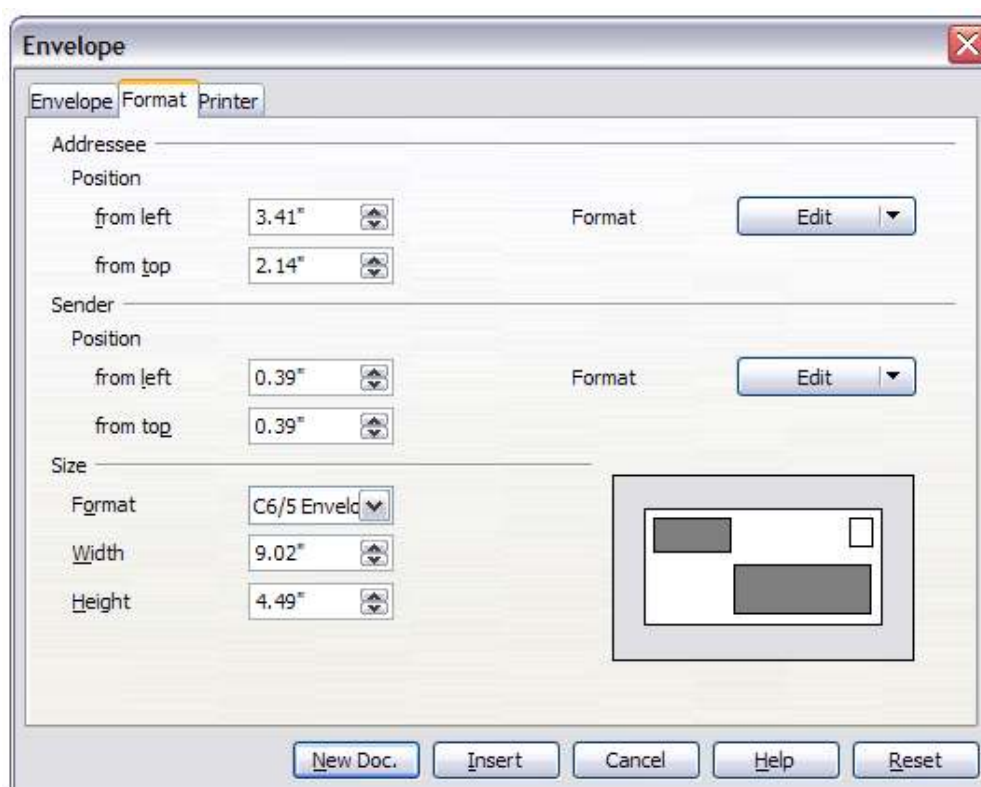 Envelope
Envelope Format Printer
Addressee
Position
from left 3.41" Format Edit
from top 2.14"
Sender
Position
from left 0.39" Format Edit
from top 0.39"
Size
Format C6/5 Envelo
Width 9.02"
Height 4.49"
New Doc. Insert Cancel Help Reset